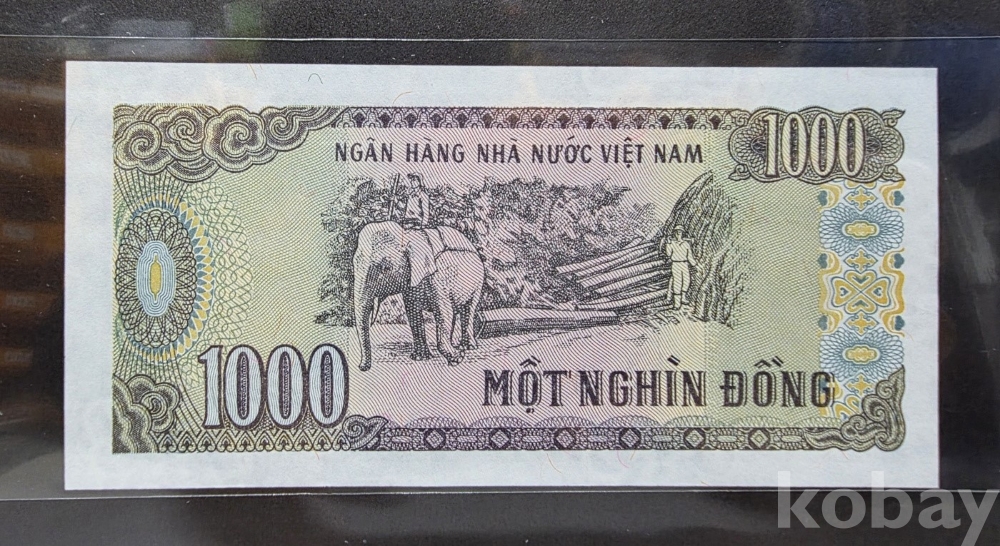 NGÂN HÀNG NHÀ NƯỚC VIỆT NAM
1000
1000
MỘT NGHÌN ĐỒNG
kobay